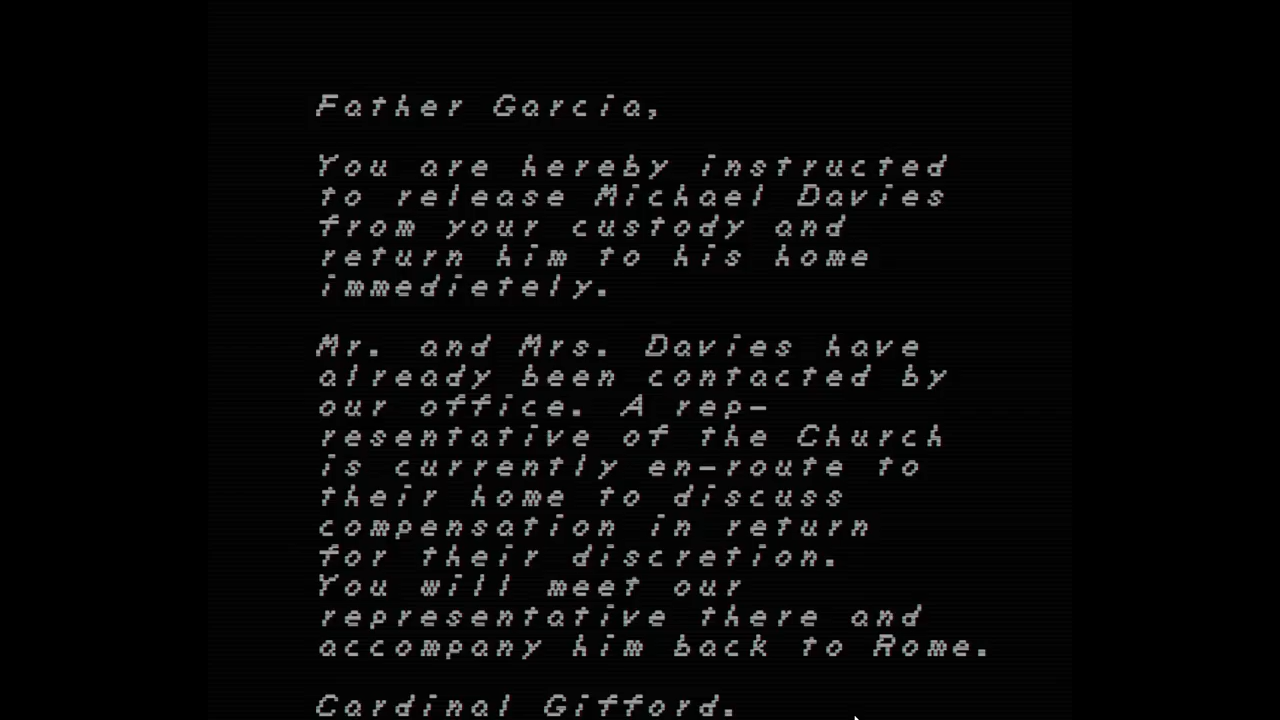 Father Garcia,
You are hereby instructed
to release Michael Davies
from your custody and
return him to his home
immedietely.
Mr. and Mrs. Davies have
already been contacted by
our office. A rep-
resentative of the Church
is currently en-route to
their home to discuss
compensation in return
for their discretion.
You will meet our
representative there and
accompany him back to Rome.
Cardinal Gifford.